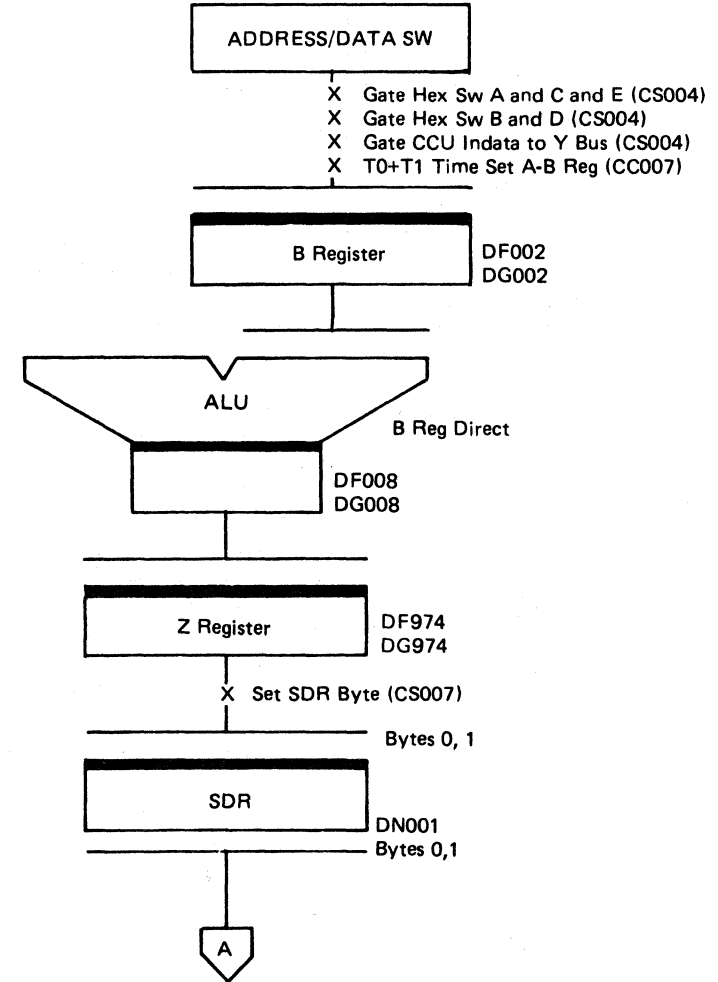 ADDRESS/DATA SW
X Gate Hex Sw A and C and E (CS004)
X Gate Hex Sw B and D (CS004)
X Gate CCU Indata to Y Bus (CS004)
X T0+T1 Time Set A-B Reg (CC007)
B Register
DF002
DG002
ALU
B Reg Direct
DF008
DG008
Z Register
DF974
DG974
X Set SDR Byte (CS007)
Bytes 0, 1
SDR
DN001
Bytes 0,1
A